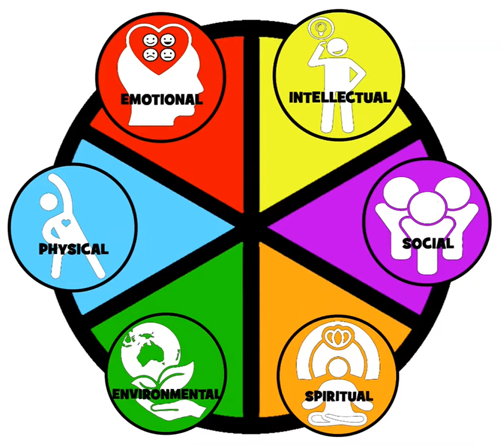 EMOTIONAL
INTELLECTUAL
PHYSICAL
SOCIAL
ENVIRONMENTAL
SPIRITUAL